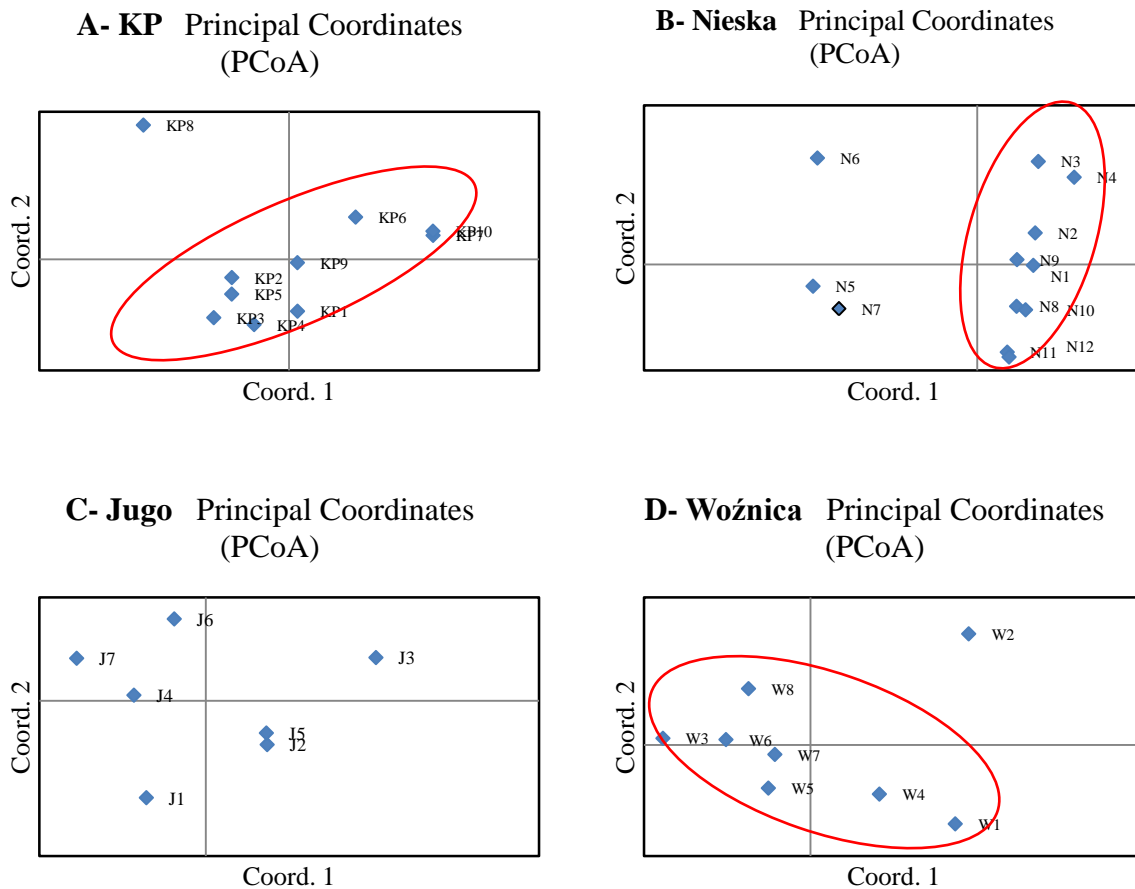 A- KP Principal Coordinates
(PCoA)
KP8
KP6
KP10
KP7
KP9
KP2
KP5
KP1
KP3
KP4
Coord. 2
Coord. 1
B- Nieska Principal Coordinates
(PCoA)
N6
N3
N4
N2
N9
N1
N5
N7
N8
N10
N12
N11
Coord. 2
Coord. 1
C- Jugo Principal Coordinates
(PCoA)
J6
J7
J3
J4
J5
J2
J1
Coord. 2
Coord. 1
D- Woźnica Principal Coordinates
(PCoA)
W2
W8
W3
W6
W7
W5
W4
W1
Coord. 2
Coord. 1